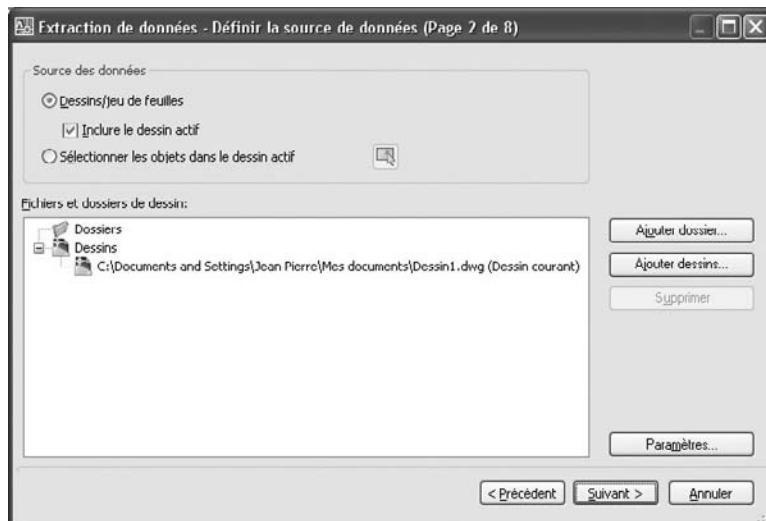 Extraction de données - Définir la source de données (Page 2 de 8)
Source des données
Dessins/jeu de feuilles
Inclure le dessin actif
Sélectionner les objets dans le dessin actif
Fichiers et dossiers de dessin:
Dossiers
Ajouter dossier...
Dessins
C:\Documents and Settings\Jean Pierre\Mes documents\Dessin1.dwg (Dessin courant)
Ajouter dessins...
Supprimer
Paramètres...
< Précédent
Suivant >
Annuler